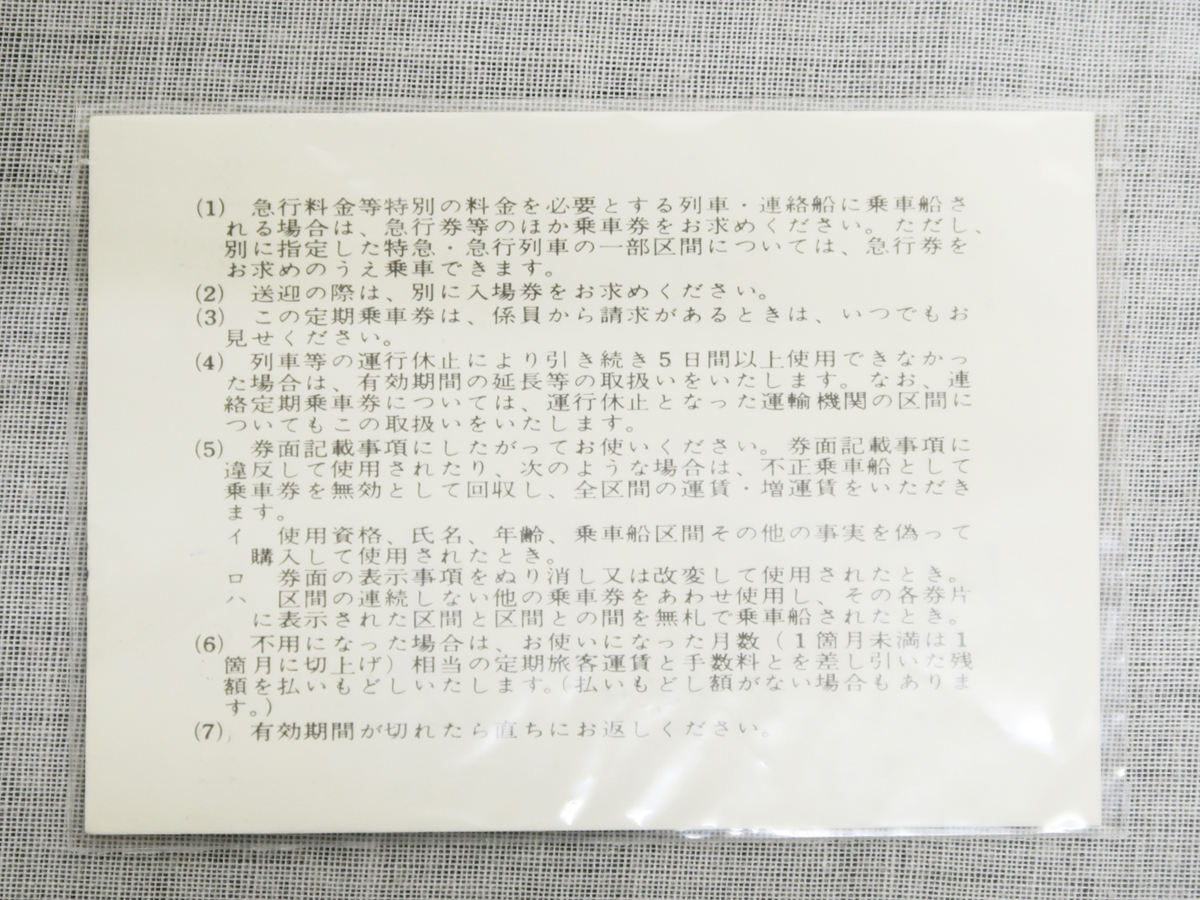 (1) 急行料金等特別の料金を必要とする列車・連絡船に乗車船さ
れる場合は、急行券等のほか乗車券をお求めください。ただし、
別に指定した特急・急行列車の一部区間については、急行券を
お求めのうえ乗車できます。
(2) 送迎の際は、別に入場券をお求めください。
(3) この定期乗車券は、係員から請求があるときは、いつでもお
見せください。
(4) 列車等の運行休止により引き続き5日間以上使用できなかっ
た場合は、有効期間の延長等の取扱いをいたします。なお、連
絡定期乗車券については、運行休止となった運輸機関の区間に
ついてもこの取扱いをいたします。
(5) 券面記載事項にしたがってお使いください。券面記載事項に
違反して使用されたり、次のような場合は、不正乗車船として
乗車券を無効として回収し、全区間の運賃・増運賃をいただき
ます。
イ 使用資格、氏名、年齢、乗車船区間その他の事実を偽って
購入して使用されたとき。
ロ 券面の表示事項をぬり消し又は改変して使用されたとき。
ハ 区間の連続しない他の乗車券をあわせ使用し、その各券片
に表示された区間と区間との間を無札で乗車船されたとき。
(6) 不用になった場合は、お使いになった月数(1箇月未満は1
箇月に切上げ)相当の定期旅客運賃と手数料とを差し引いた残
額を払いもどしいたします。(払いもどし額がない場合もありま
す。)
(7) 有効期間が切れたら直ちにお返しください。